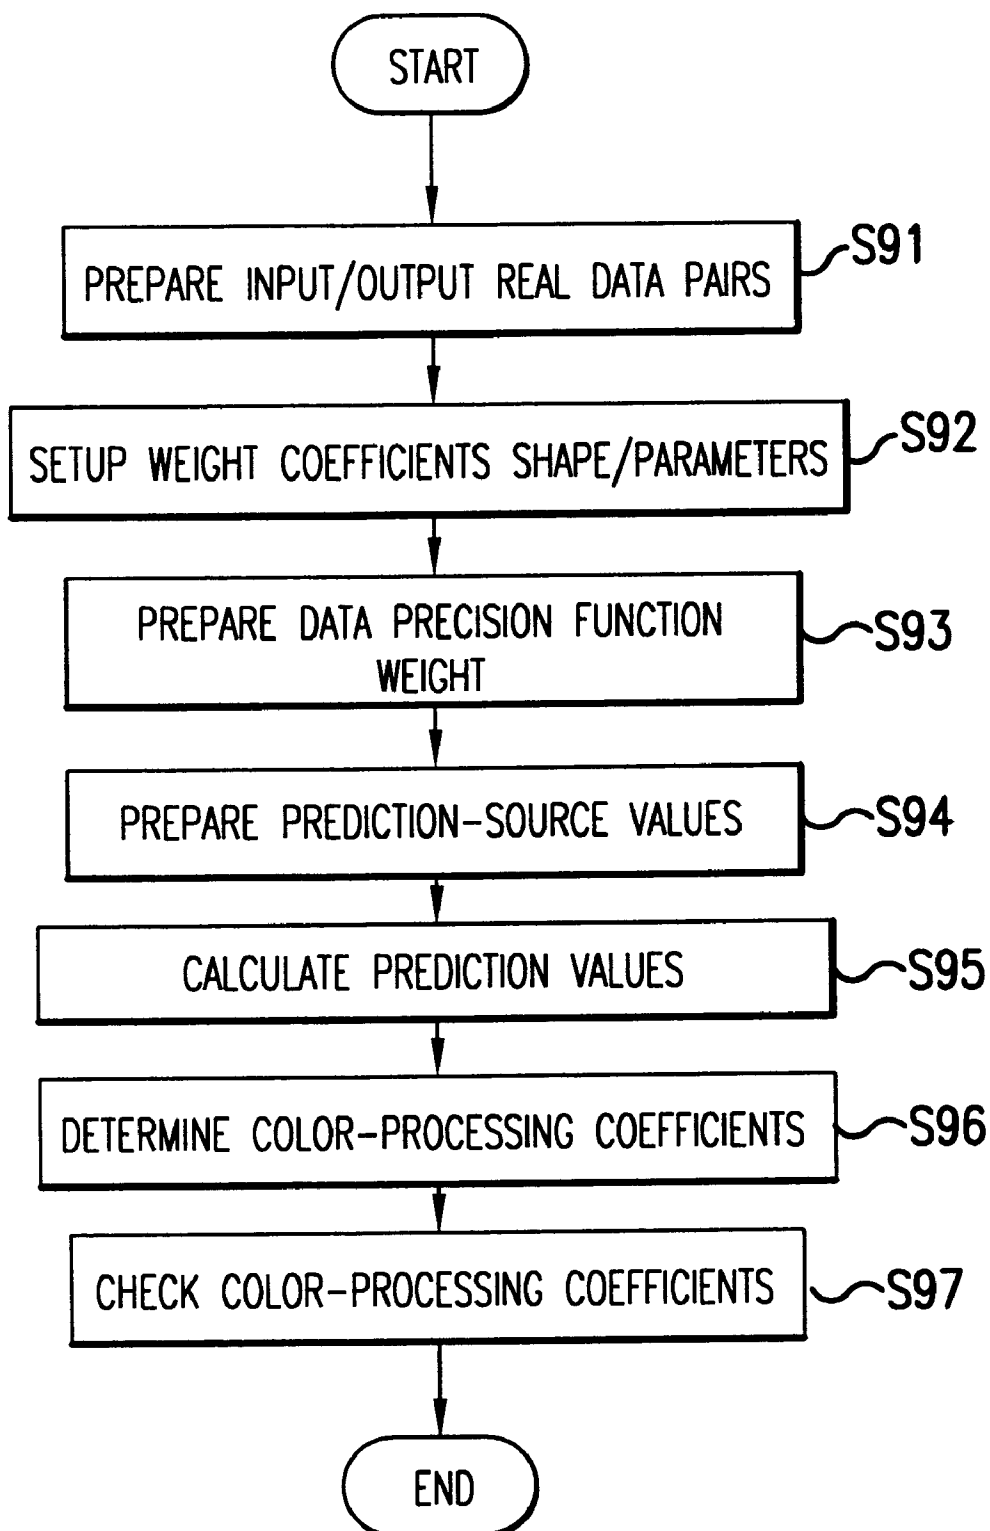 START
PREPARE INPUT/OUTPUT REAL DATA PAIRS
S91
SETUP WEIGHT COEFFICIENTS SHAPE/PARAMETERS
S92
PREPARE DATA PRECISION FUNCTION
WEIGHT
S93
PREPARE PREDICTION-SOURCE VALUES
S94
CALCULATE PREDICTION VALUES
S95
DETERMINE COLOR-PROCESSING COEFFICIENTS
S96
CHECK COLOR-PROCESSING COEFFICIENTS
S97
END